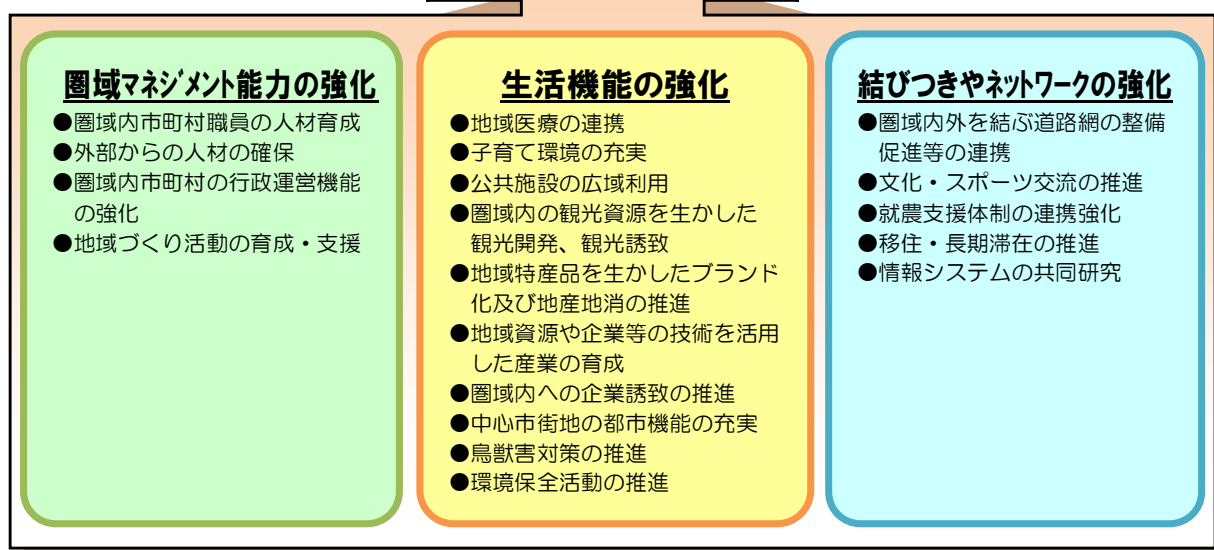 圏域マネジメント能力の強化
●圏域内市町村職員の人材育成
●外部からの人材の確保
●圏域内市町村の行政運営機能
の強化
●地域づくり活動の育成・支援
生活機能の強化
●地域医療の連携
●子育て環境の充実
●公共施設の広域利用
●圏域内の観光資源を生かした
観光開発、観光誘致
●地域特産品を生かしたブランド
化及び地産地消の推進
●地域資源や企業等の技術を活用
した産業の育成
●圏域内への企業誘致の推進
●中心市街地の都市機能の充実
●鳥獣害対策の推進
●環境保全活動の推進
結びつきやネットワークの強化
●圏域内外を結ぶ道路網の整備
促進等の連携
●文化・スポーツ交流の推進
●就農支援体制の連携強化
●移住・長期滞在の推進
●情報システムの共同研究